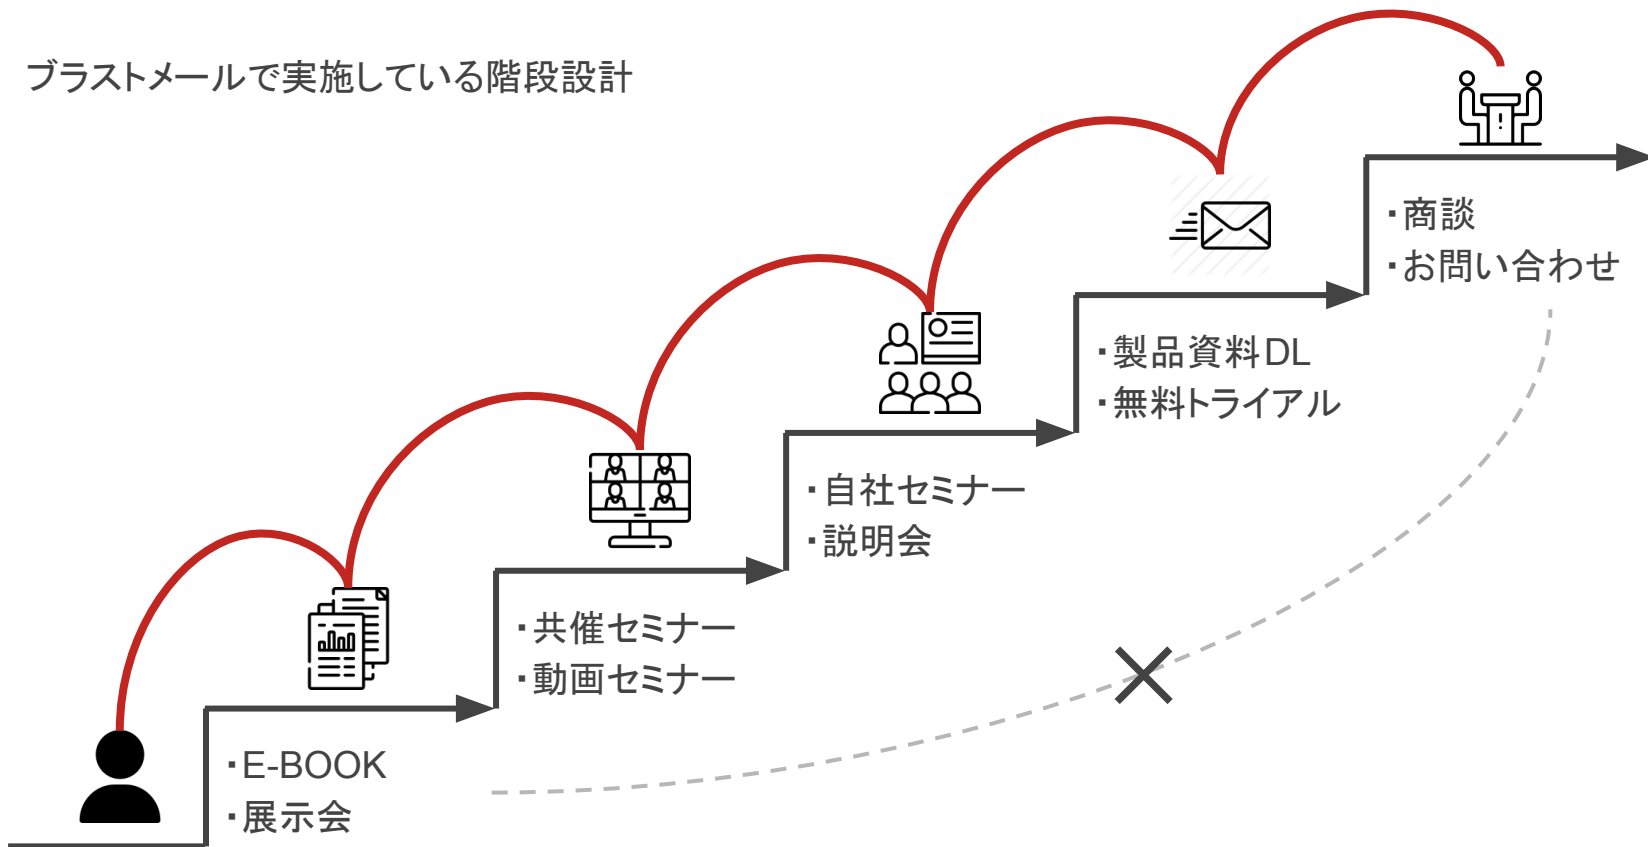 ブラストメールで実施している階段設計
・商談
・お問い合わせ
・製品資料DL
・無料トライアル
・自社セミナー
・説明会
・共催セミナー
・動画セミナー
・E-BOOK
・展示会